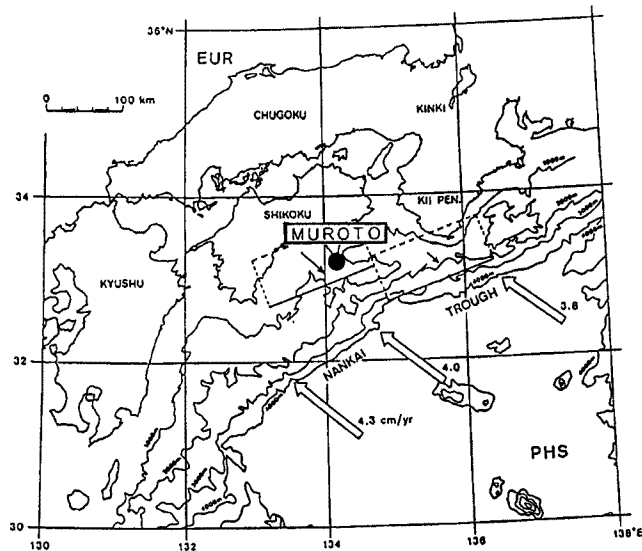 36°N
EUR
0 100 km
CHUGOKU
KINKI
34
KII PEN.
SHIKOKU
MUROTO
KYUSHU
TROUGH
3.8
32
NANKAI
4.0
4.3 cm/yr
PHS
30
130
132
134
136
138°E